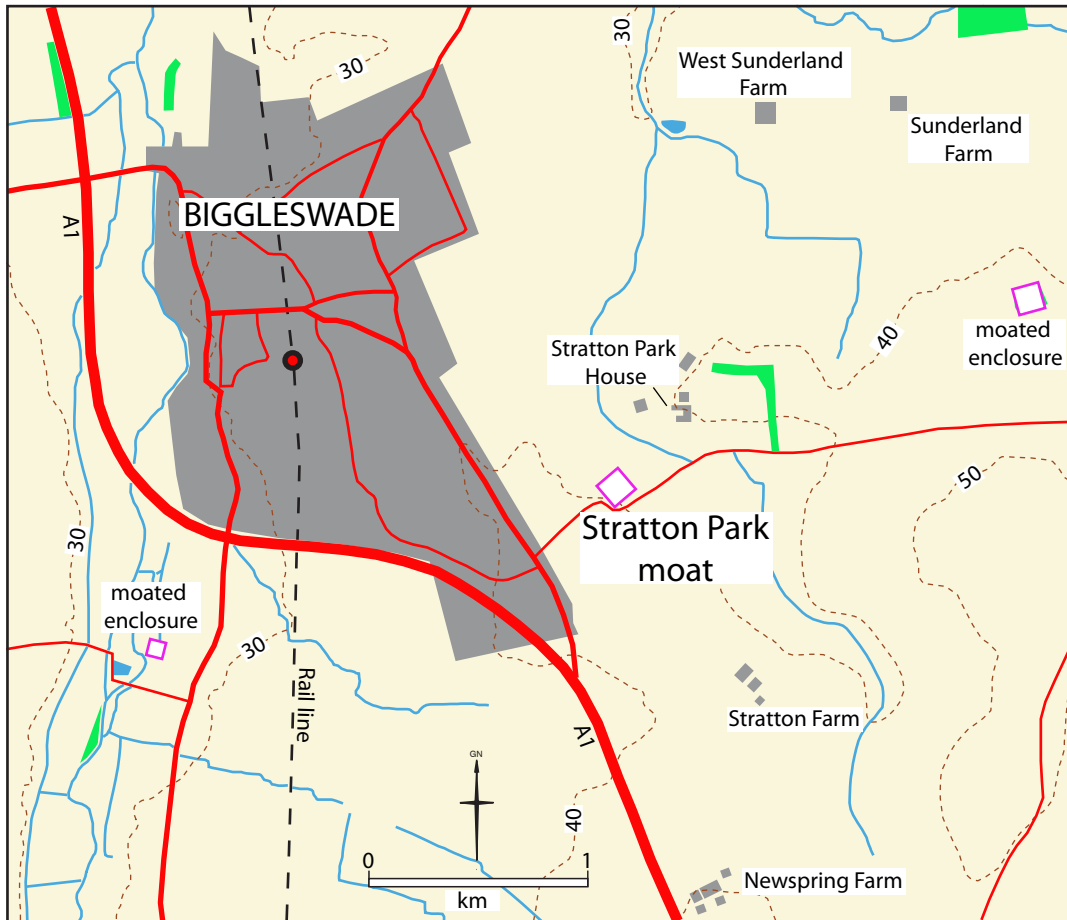 30
30
West Sunderland
Farm
Sunderland
Farm
A1
BIGGLESWADE
40
moated
enclosure
Stratton Park
House
50
Stratton Park
moat
30
moated
enclosure
30
Rail line
Stratton Farm
A1
GN
40
0
1
km
Newspring Farm